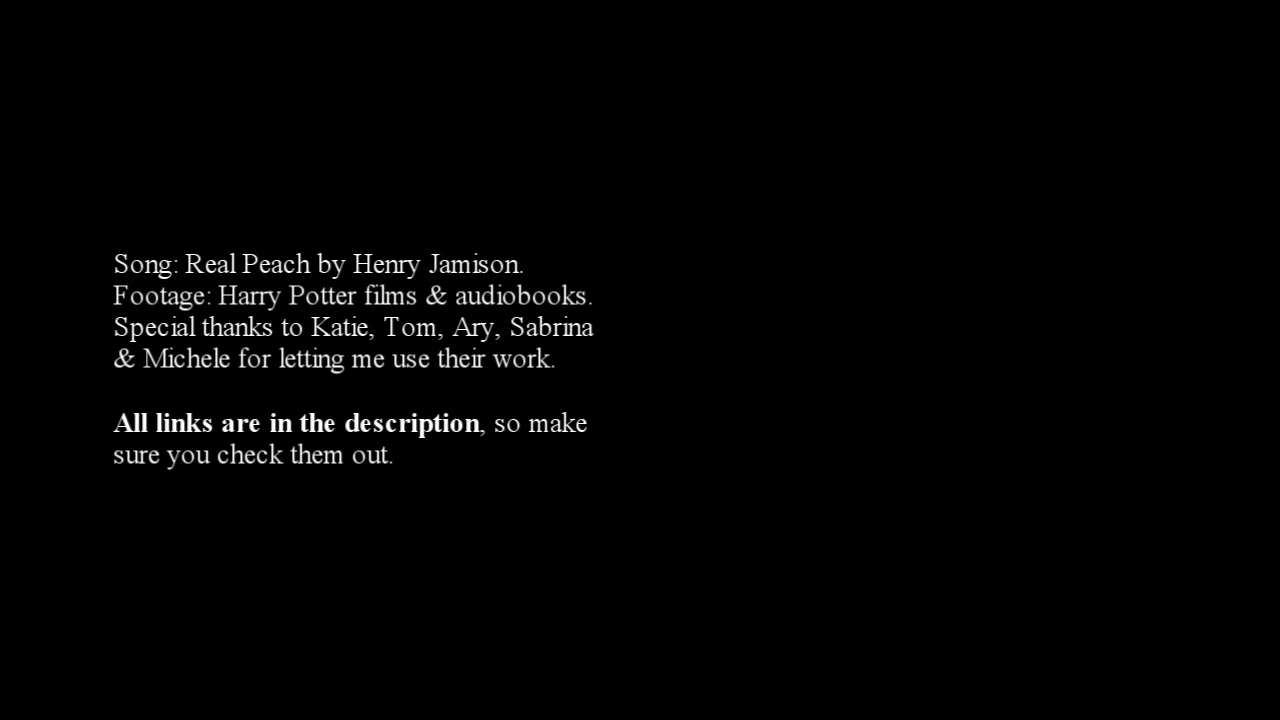 Song: Real Peach by Henry Jamison.
Footage: Harry Potter films & audiobooks.
Special thanks to Katie, Tom, Ary, Sabrina
& Michele for letting me use their work.
All links are in the description, so make
sure you check them out.